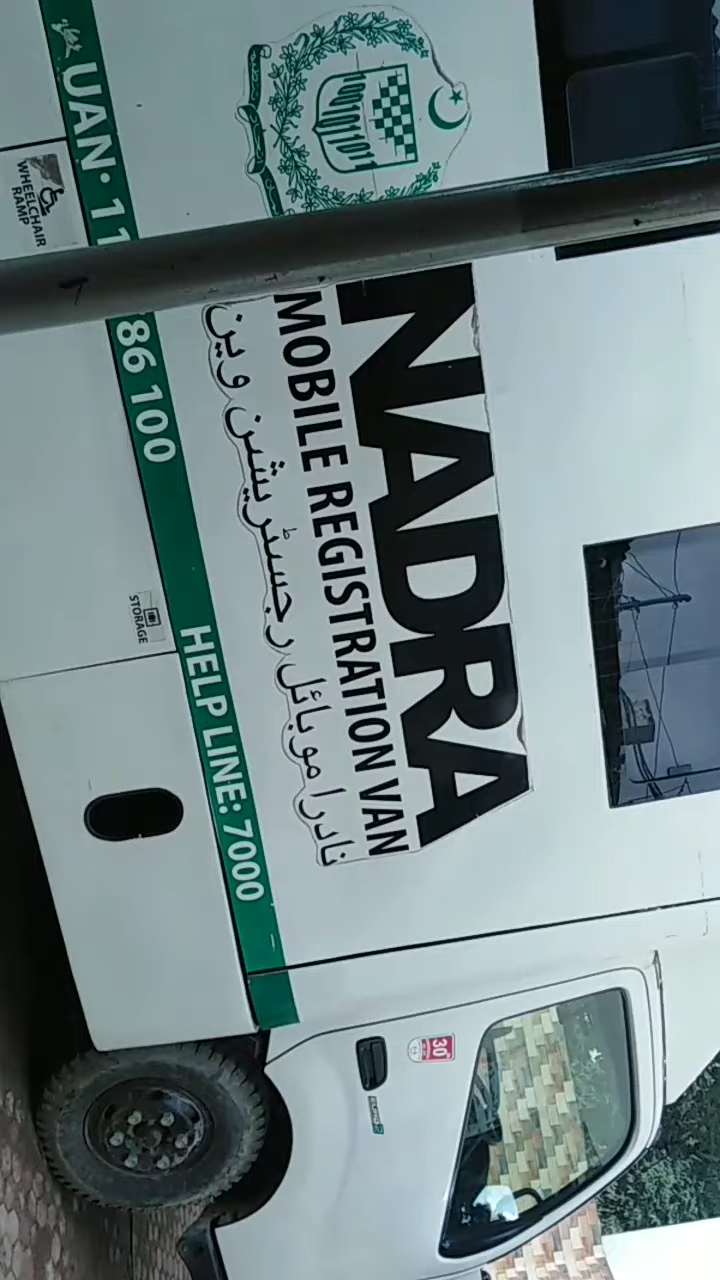 NADRA
MOBILE REGISTRATION VAN
نادرا موبائل رجسٹریشن وین
UAN: 11
86 100
HELP LINE: 7000
WHEELCHAIR
RAMP
STORAGE
30